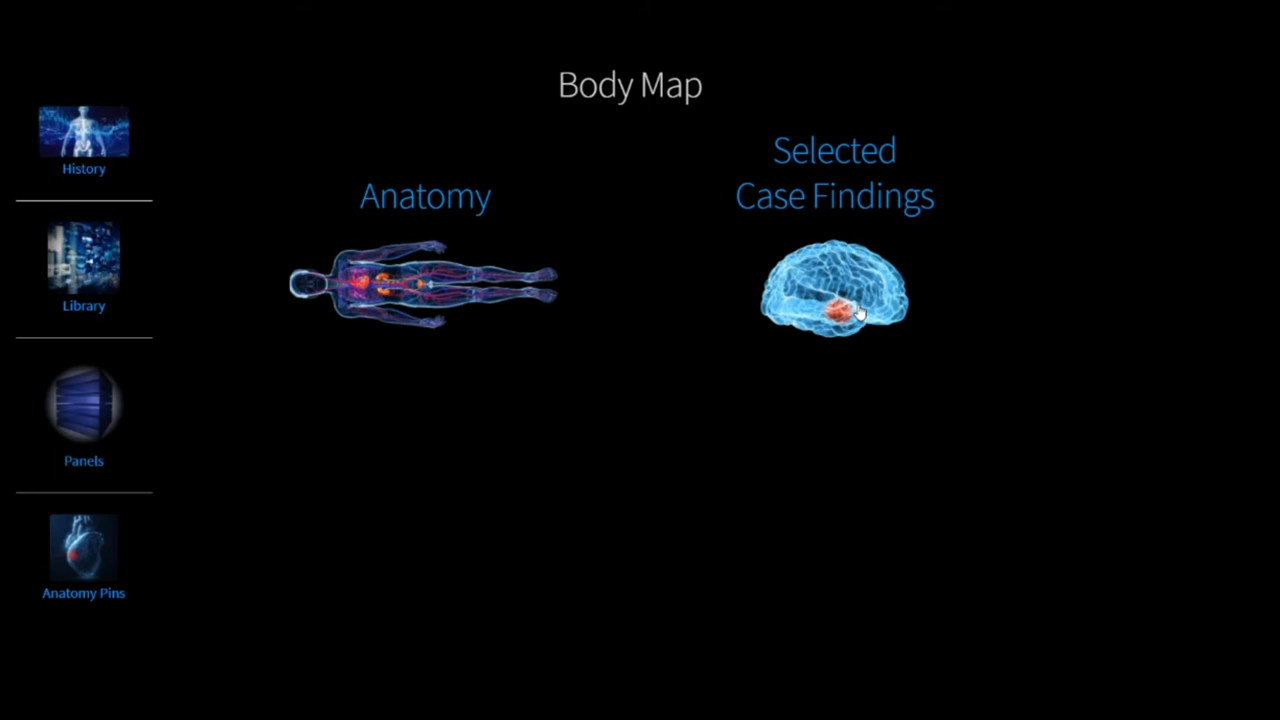 Body Map
History
Library
Panels
Anatomy Pins
Anatomy
Selected
Case Findings